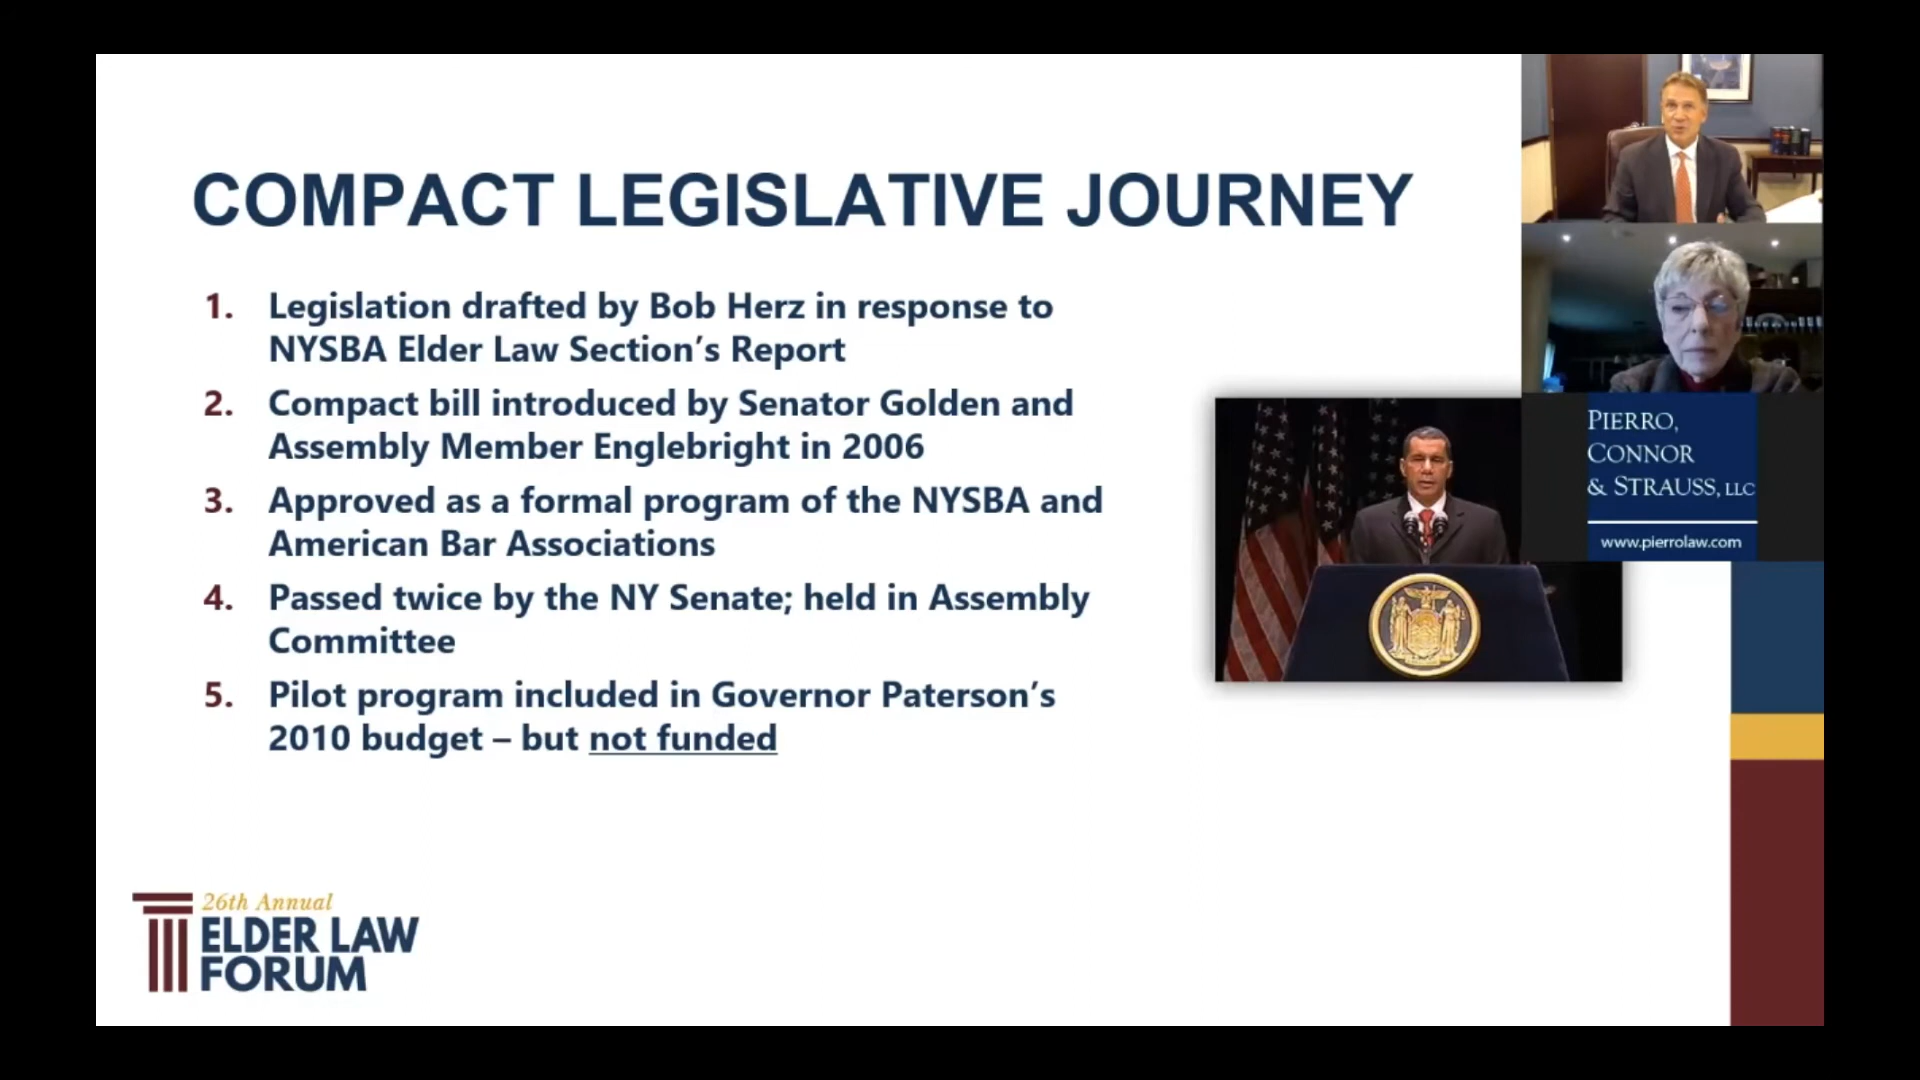 COMPACT LEGISLATIVE JOURNEY
1. Legislation drafted by Bob Herz in response to
NYSBA Elder Law Section’s Report
2. Compact bill introduced by Senator Golden and
Assembly Member Englebright in 2006
3. Approved as a formal program of the NYSBA and
American Bar Associations
4. Passed twice by the NY Senate; held in Assembly
Committee
5. Pilot program included in Governor Paterson’s
2010 budget – but not funded
PIERRO,
CONNOR
& STRAUSS, LLC
www.pierrolaw.com
26th Annual
ELDER LAW
FORUM